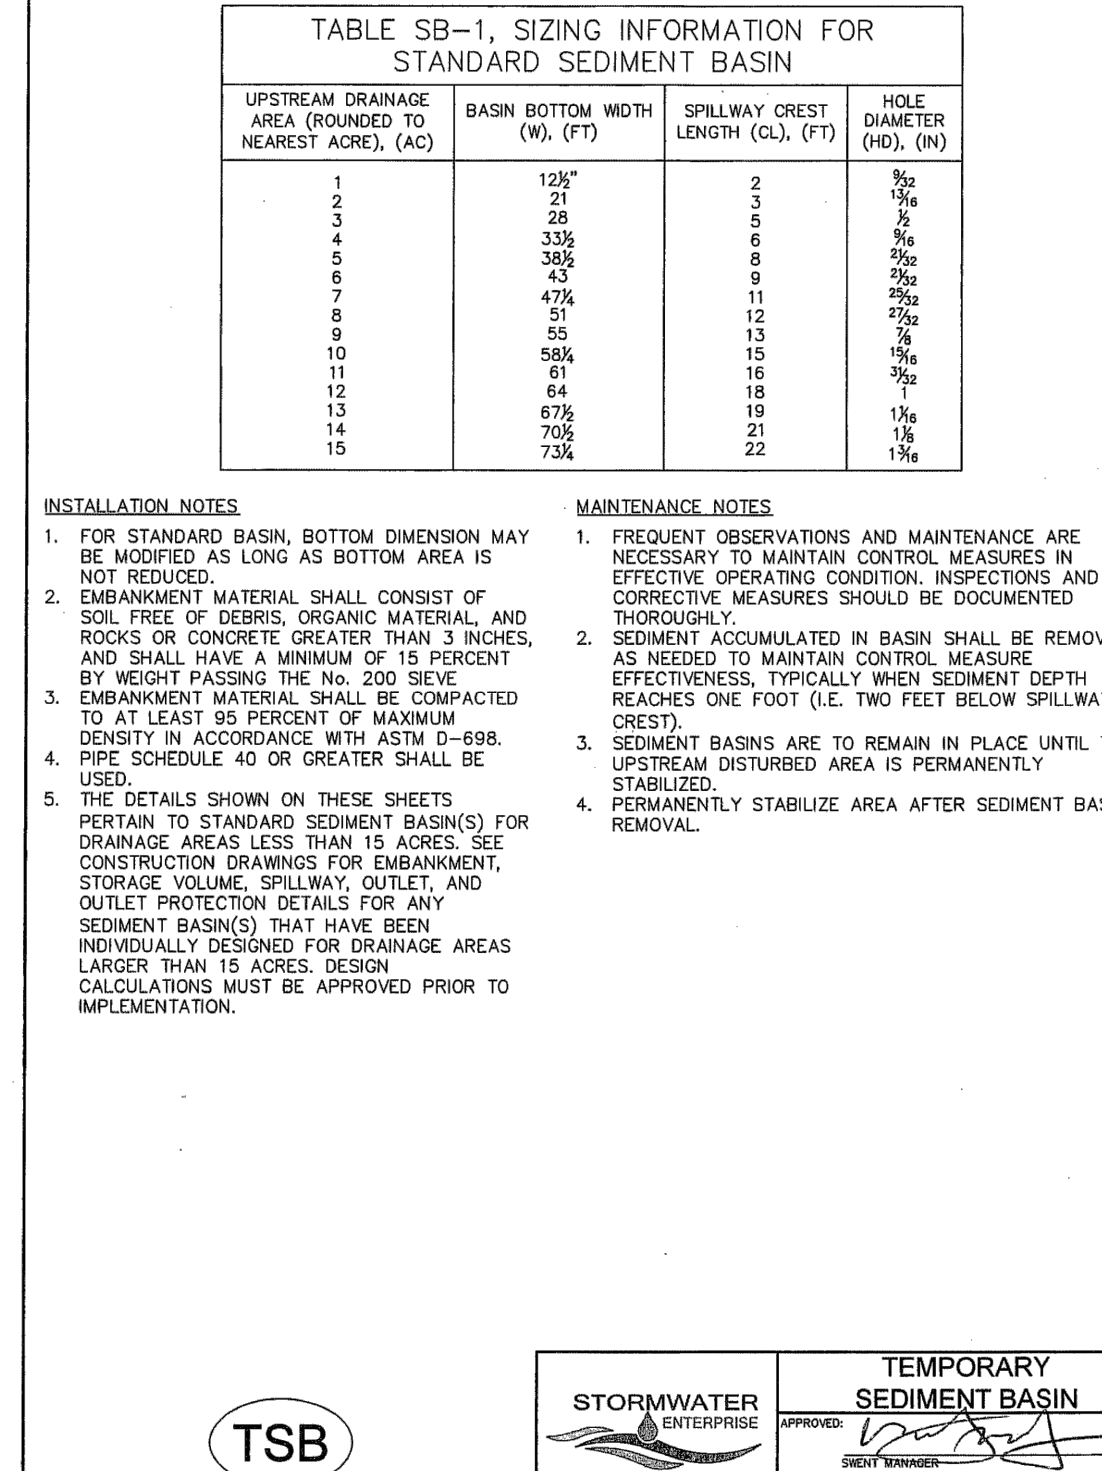 TABLE SB-1, SIZING INFORMATION FOR
STANDARD SEDIMENT BASIN
UPSTREAM DRAINAGE
AREA (ROUNDED TO
NEAREST ACRE), (AC)
BASIN BOTTOM WIDTH
(W), (FT)
SPILLWAY CREST
LENGTH (CL), (FT)
HOLE
DIAMETER
(HD), (IN)
1 12½" 2 9/32
2 21 3 13/16
3 28 5 ½
4 33½ 6 9/16
5 38½ 8 21/32
6 43 9 21/32
7 47¼ 11 25/32
8 51 12 27/32
9 55 13 7/8
10 58¼ 15 15/16
11 61 16 31/32
12 64 18 1
13 67½ 19 1 1/16
14 70½ 21 1 1/8
15 73¼ 22 1 3/16
INSTALLATION NOTES
1. FOR STANDARD BASIN, BOTTOM DIMENSION MAY
BE MODIFIED AS LONG AS BOTTOM AREA IS
NOT REDUCED.
2. EMBANKMENT MATERIAL SHALL CONSIST OF
SOIL FREE OF DEBRIS, ORGANIC MATERIAL, AND
ROCKS OR CONCRETE GREATER THAN 3 INCHES,
AND SHALL HAVE A MINIMUM OF 15 PERCENT
BY WEIGHT PASSING THE No. 200 SIEVE
3. EMBANKMENT MATERIAL SHALL BE COMPACTED
TO AT LEAST 95 PERCENT OF MAXIMUM
DENSITY IN ACCORDANCE WITH ASTM D-698.
4. PIPE SCHEDULE 40 OR GREATER SHALL BE
USED.
5. THE DETAILS SHOWN ON THESE SHEETS
PERTAIN TO STANDARD SEDIMENT BASIN(S) FOR
DRAINAGE AREAS LESS THAN 15 ACRES. SEE
CONSTRUCTION DRAWINGS FOR EMBANKMENT,
STORAGE VOLUME, SPILLWAY, OUTLET, AND
OUTLET PROTECTION DETAILS FOR ANY
SEDIMENT BASIN(S) THAT HAVE BEEN
INDIVIDUALLY DESIGNED FOR DRAINAGE AREAS
LARGER THAN 15 ACRES. DESIGN
CALCULATIONS MUST BE APPROVED PRIOR TO
IMPLEMENTATION.
MAINTENANCE NOTES
1. FREQUENT OBSERVATIONS AND MAINTENANCE ARE
NECESSARY TO MAINTAIN CONTROL MEASURES IN
EFFECTIVE OPERATING CONDITION. INSPECTIONS AND
CORRECTIVE MEASURES SHOULD BE DOCUMENTED
THOROUGHLY.
2. SEDIMENT ACCUMULATED IN BASIN SHALL BE
AS NEEDED TO MAINTAIN CONTROL MEASURE
EFFECTIVENESS, TYPICALLY WHEN SEDIMENT DEPTH
REACHES ONE FOOT (I.E. TWO FEET BELOW
CREST).
3. SEDIMENT BASINS ARE TO REMAIN IN PLACE UNTIL
UPSTREAM DISTURBED AREA IS PERMANENTLY
STABILIZED.
4. PERMANENTLY STABILIZE AREA AFTER SEDIMENT
REMOVAL.
TSB
STORMWATER
ENTERPRISE
TEMPORARY
SEDIMENT BASIN
APPROVED:
SWENT MANAGER